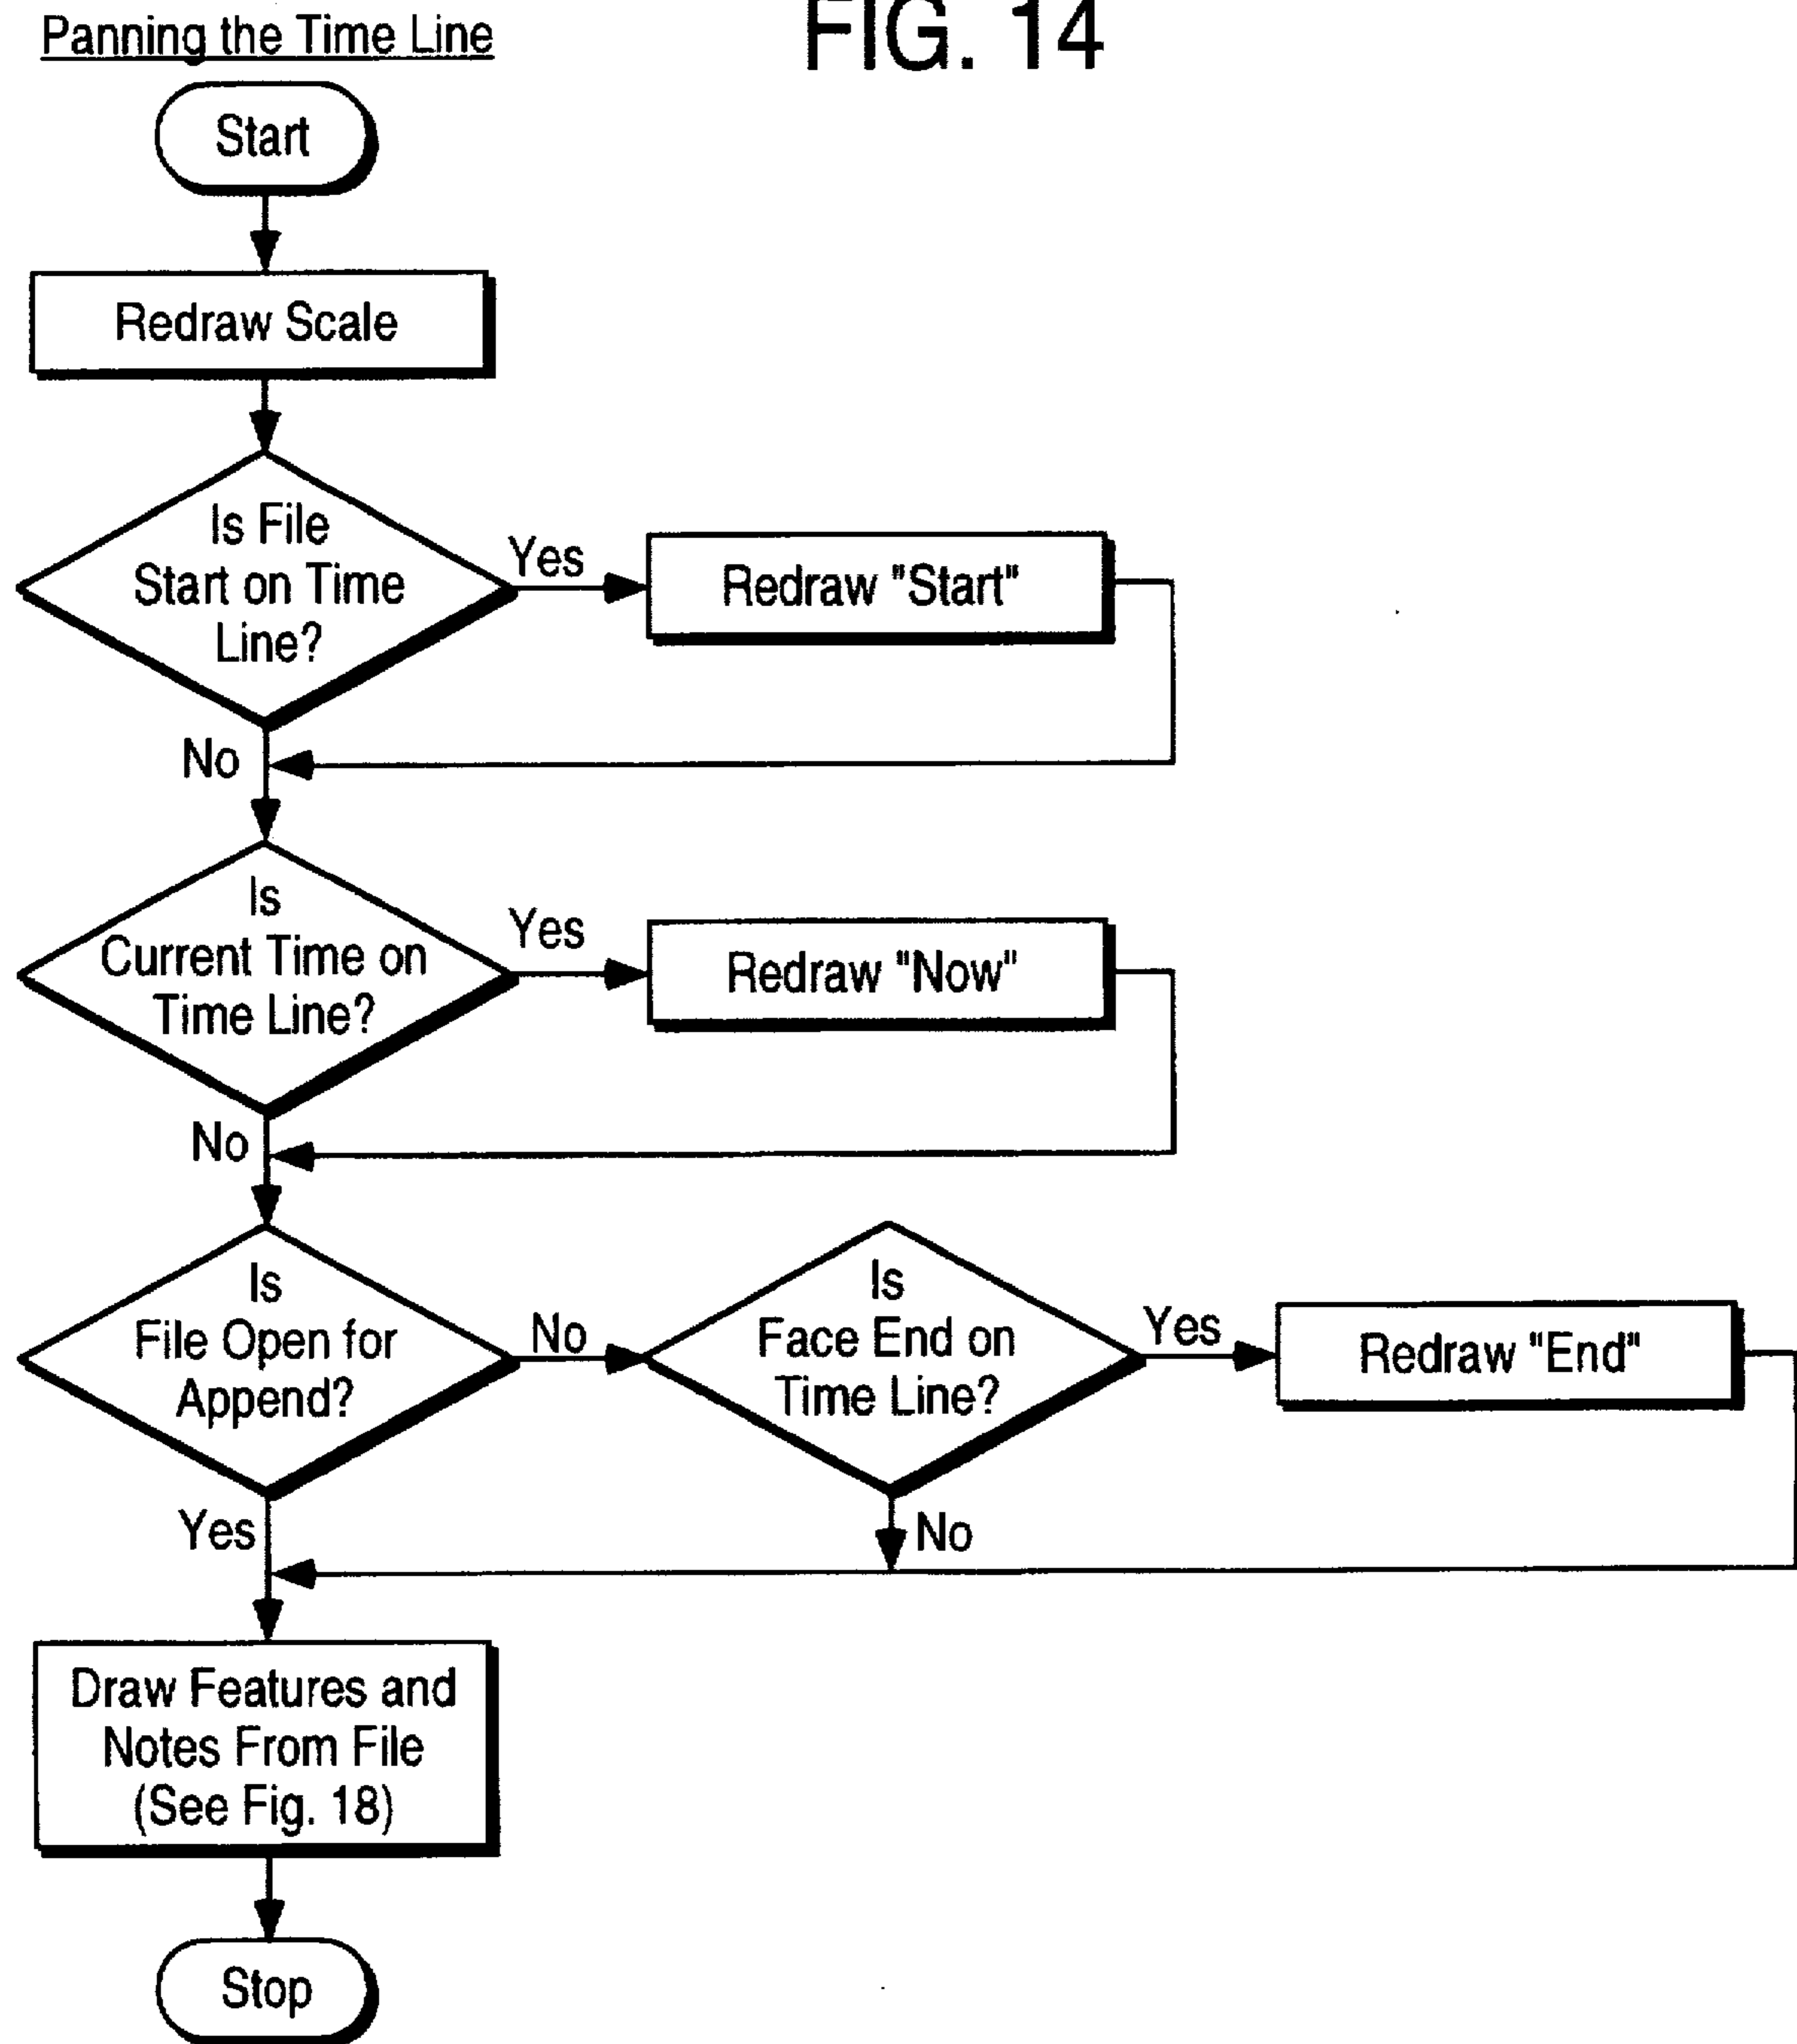 Panning the Time Line
FIG. 14
Start
Redraw Scale
Is File
Start on Time
Line?
Yes
Redraw "Start"
No
Is
Current Time on
Time Line?
Yes
Redraw "Now"
No
Is
File Open for
Append?
No
Is
Face End on
Time Line?
Yes
Redraw "End"
Yes
No
Draw Features and
Notes From File
(See Fig. 18)
Stop